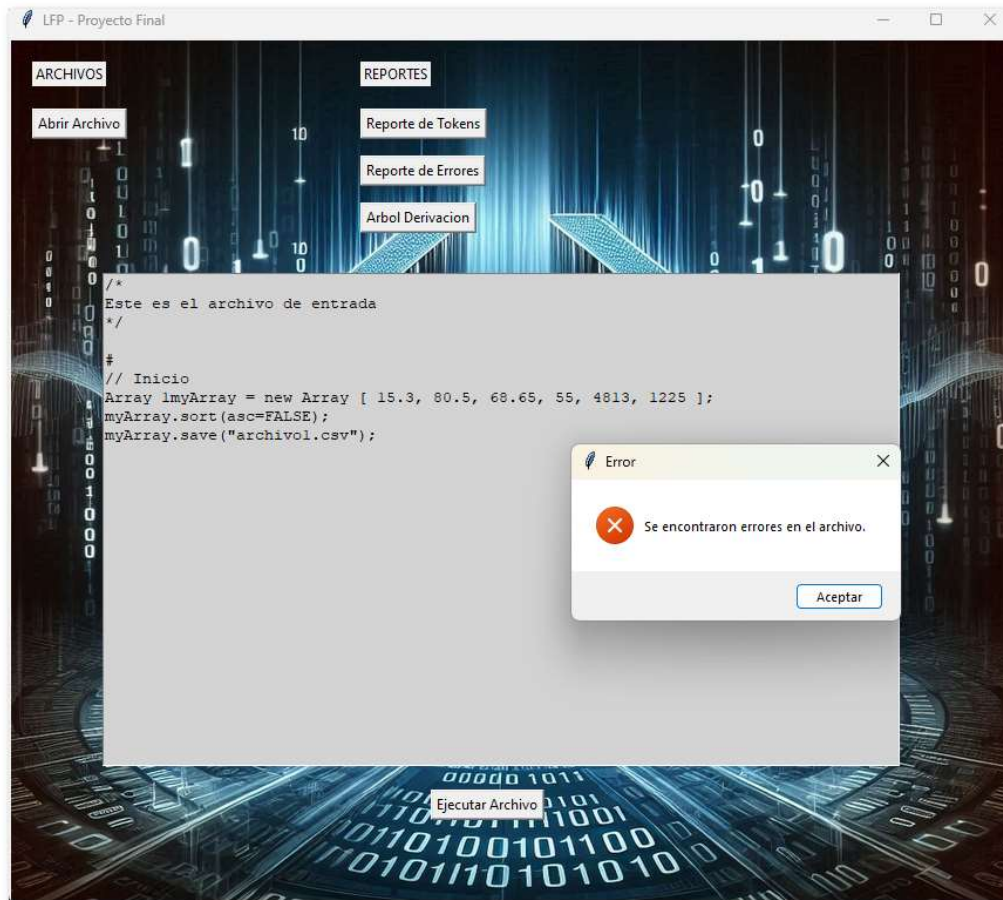 LFP - Proyecto Final
ARCHIVOS
REPORTES
Abrir Archivo
Reporte de Tokens
Reporte de Errores
Arbol Derivacion
/*
Este es el archivo de entrada
*/
#
// Inicio
Array 1myArray = new Array [ 15.3, 80.5, 68.65, 55, 4813, 1225 ];
myArray.sort(asc=FALSE);
myArray.save("archivo1.csv");
Error
Se encontraron errores en el archivo.
Aceptar
Ejecutar Archivo